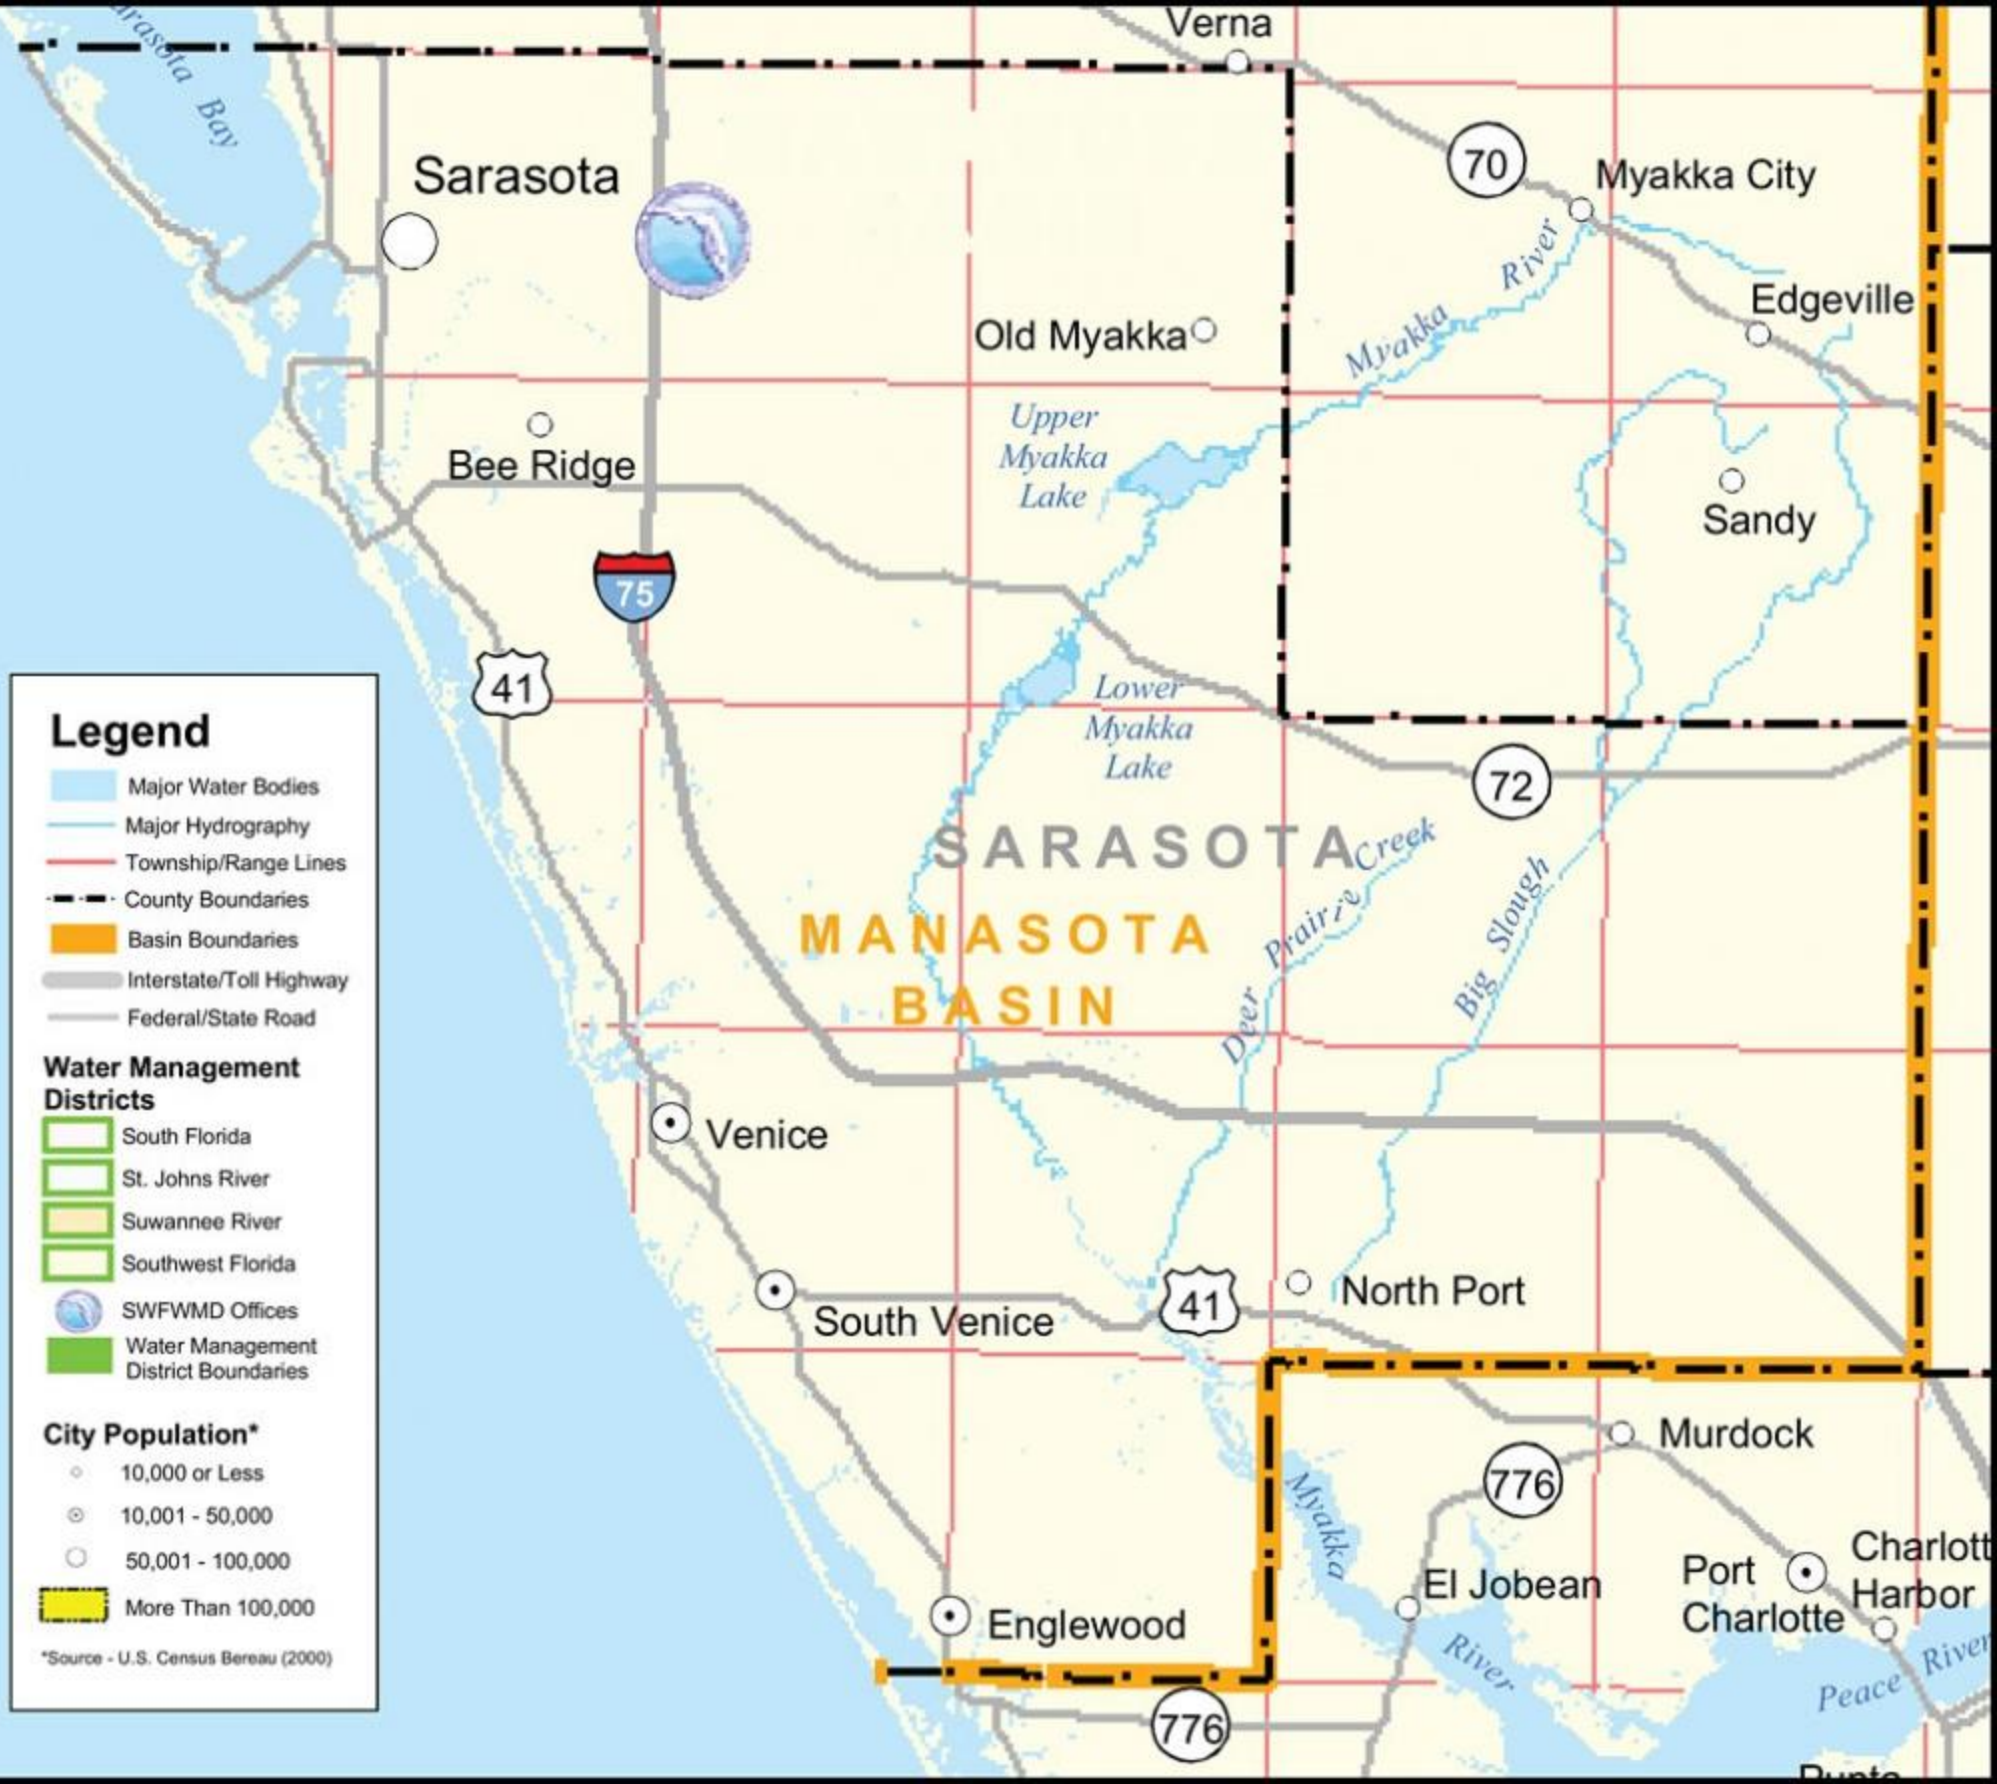 Verna
Sarasota Bay
Sarasota
70
Myakka City
Myakka River
Edgeville
Old Myakka
Upper
Myakka
Lake
Bee Ridge
Sandy
75
41
Lower
Myakka
Lake
72
SARASOTA
Deer Prairie Creek
Big Slough
MANASOTA
BASIN
Venice
South Venice
41
North Port
Murdock
776
Myakka River
El Jobean
Port
Charlotte
Charlott
Harbor
Englewood
Peace River
776
Legend
Major Water Bodies
Major Hydrography
Township/Range Lines
County Boundaries
Basin Boundaries
Interstate/Toll Highway
Federal/State Road
Water Management
Districts
South Florida
St. Johns River
Suwannee River
Southwest Florida
SWFWMD Offices
Water Management
District Boundaries
City Population*
10,000 or Less
10,001 - 50,000
50,001 - 100,000
More Than 100,000
*Source - U.S. Census Bereau (2000)